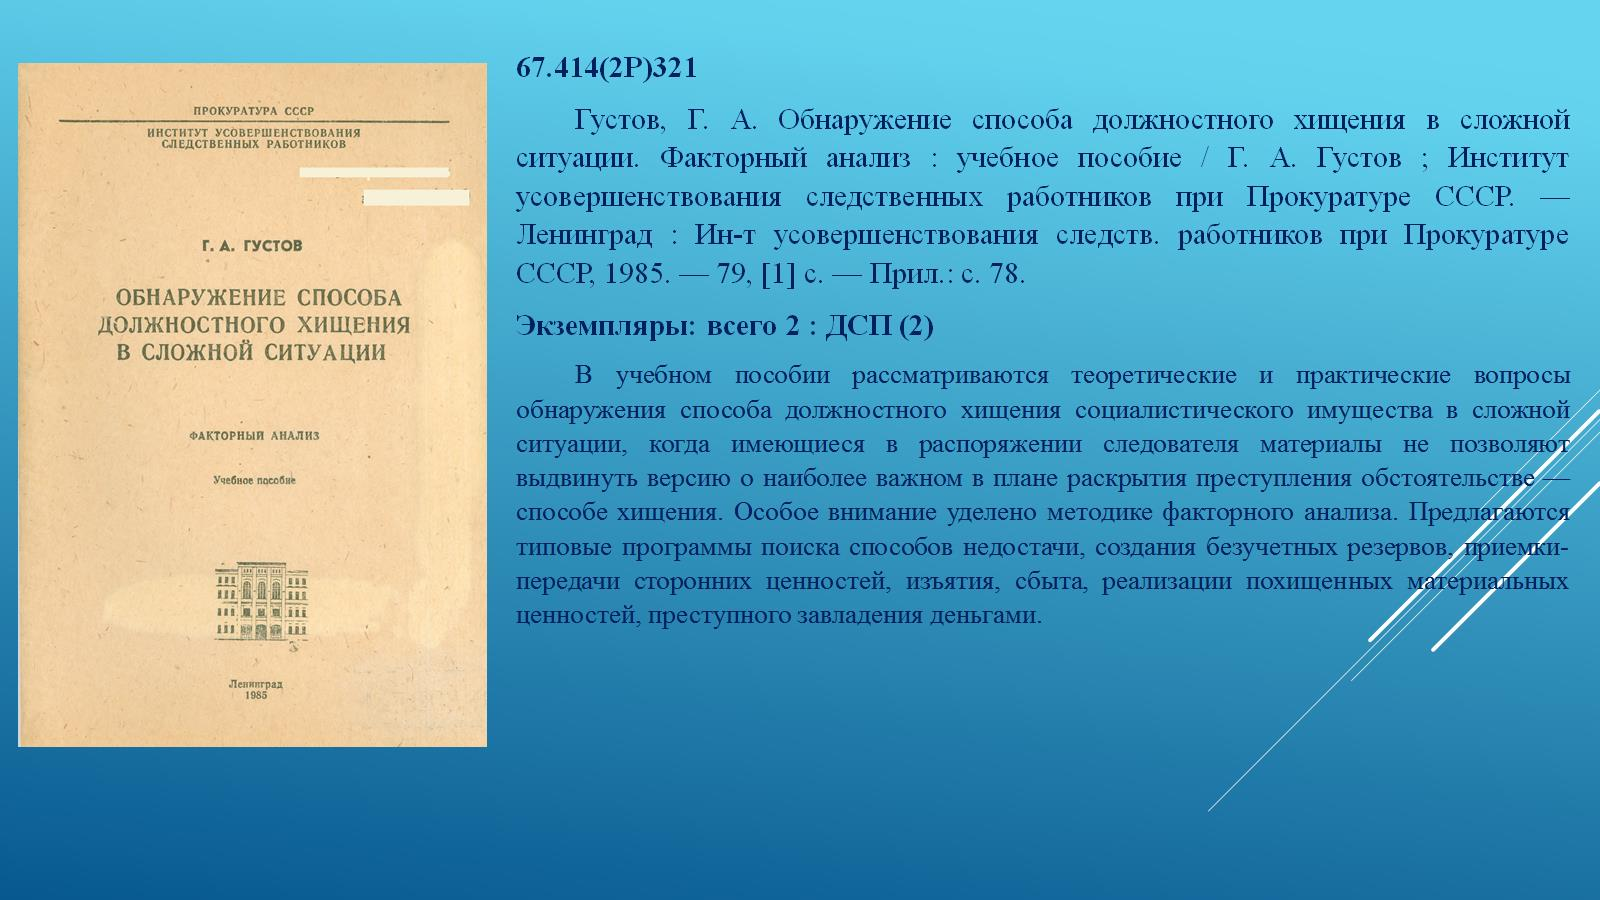 ПРОКУРАТУРА СССР
ИНСТИТУТ УСОВЕРШЕНСТВОВАНИЯ
СЛЕДСТВЕННЫХ РАБОТНИКОВ
Г. А. ГУСТОВ
ОБНАРУЖЕНИЕ СПОСОБА
ДОЛЖНОСТНОГО ХИЩЕНИЯ
В СЛОЖНОЙ СИТУАЦИИ
ФАКТОРНЫЙ АНАЛИЗ
Учебное пособие
Ленинград
1985
67.414(2Р)321
Густов, Г. А. Обнаружение способа должностного хищения в сложной
ситуации. Факторный анализ : учебное пособие / Г. А. Густов ; Институт
усовершенствования следственных работников при Прокуратуре СССР. —
Ленинград : Ин-т усовершенствования следств. работников при Прокуратуре
СССР, 1985. — 79, [1] с. — Прил.: с. 78.
Экземпляры: всего 2 : ДСП (2)
В учебном пособии рассматриваются теоретические и практические вопросы
обнаружения способа должностного хищения социалистического имущества в сложной
ситуации, когда имеющиеся в распоряжении следователя материалы не позволяют
выдвинуть версию о наиболее важном в плане раскрытия преступления обстоятельстве —
способе хищения. Особое внимание уделено методике факторного анализа. Предлагаются
типовые программы поиска способов недостачи, создания безучетных резервов, приемки-
передачи сторонних ценностей, изъятия, сбыта, реализации похищенных материальных
ценностей, преступного завладения деньгами.